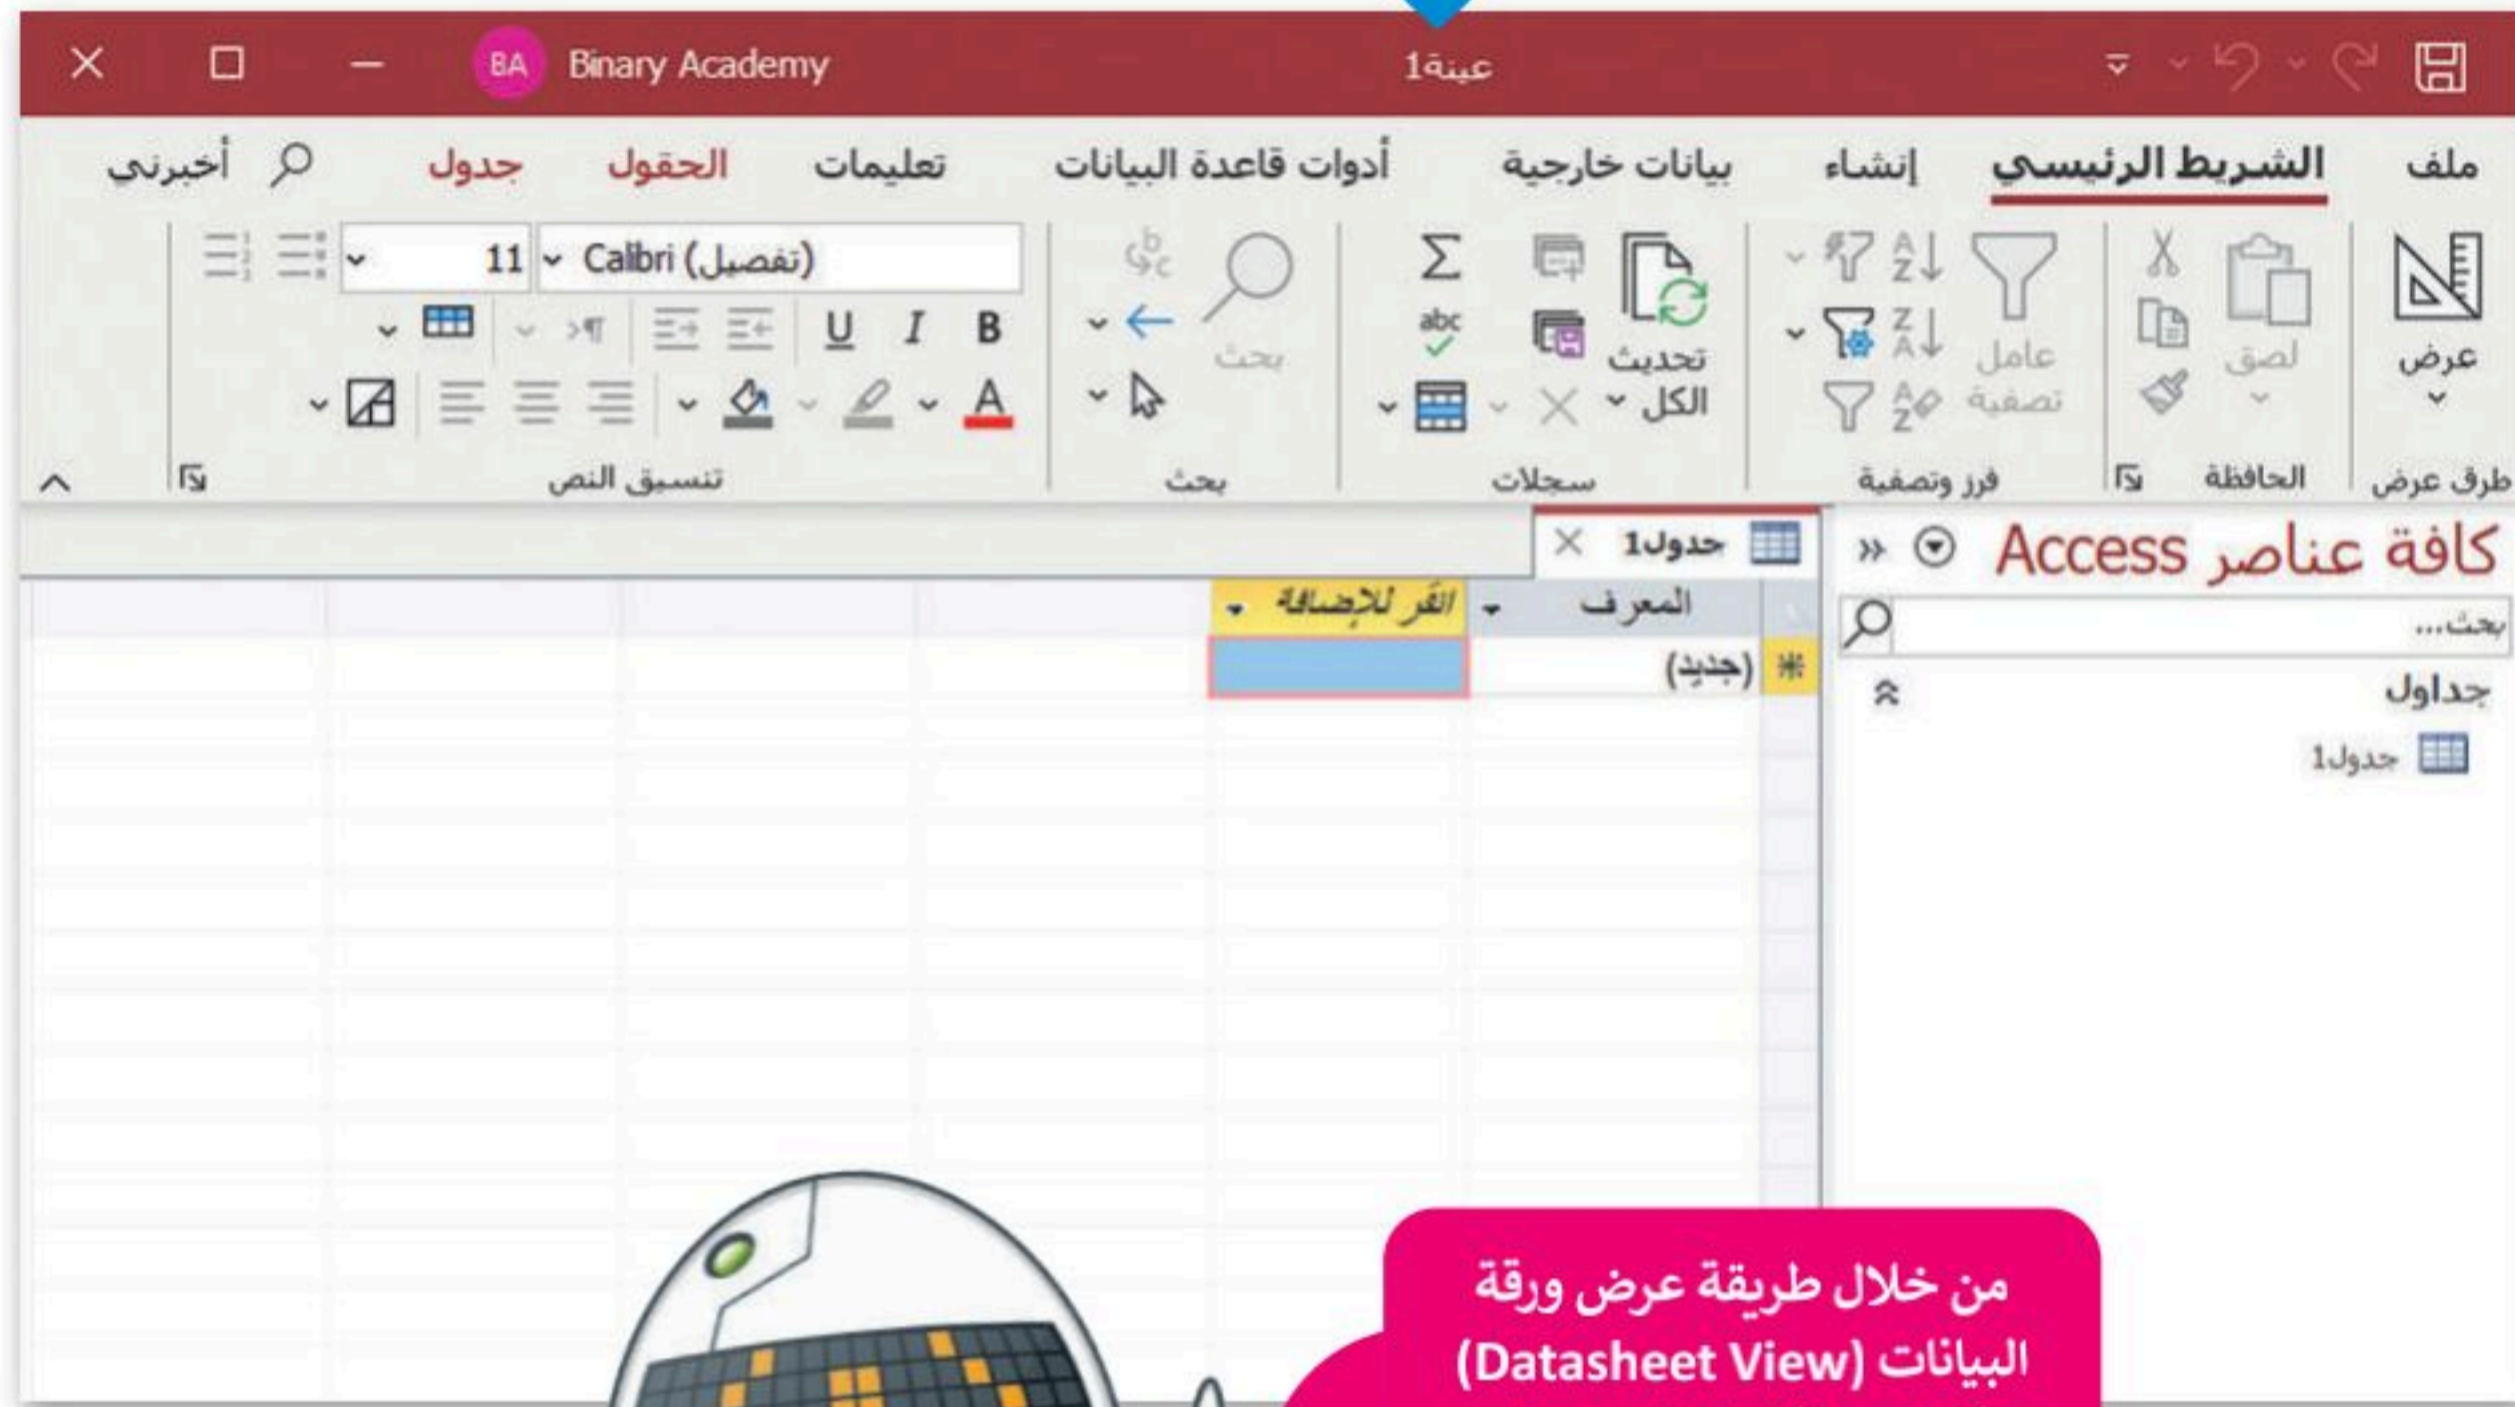 عينة1
Binary Academy
BA
ملف
الشريط الرئيسي
إنشاء
بيانات خارجية
أدوات قاعدة البيانات
تعليمات
الحقول
جدول
أخبرني
عرض
لصق
عامل تصفية
تحديث الكل
abc
بحث
Calibri (تفصيل)
11
B I U
طرق عرض
الحافظة
فرز وتصفية
سجلات
بحث
تنسيق النص
كافة عناصر Access
جدول1
بحث...
المعرف
انقر للإضافة
(جديد)
جداول
جدول1
من خلال طريقة عرض ورقة
البيانات (Datasheet View)